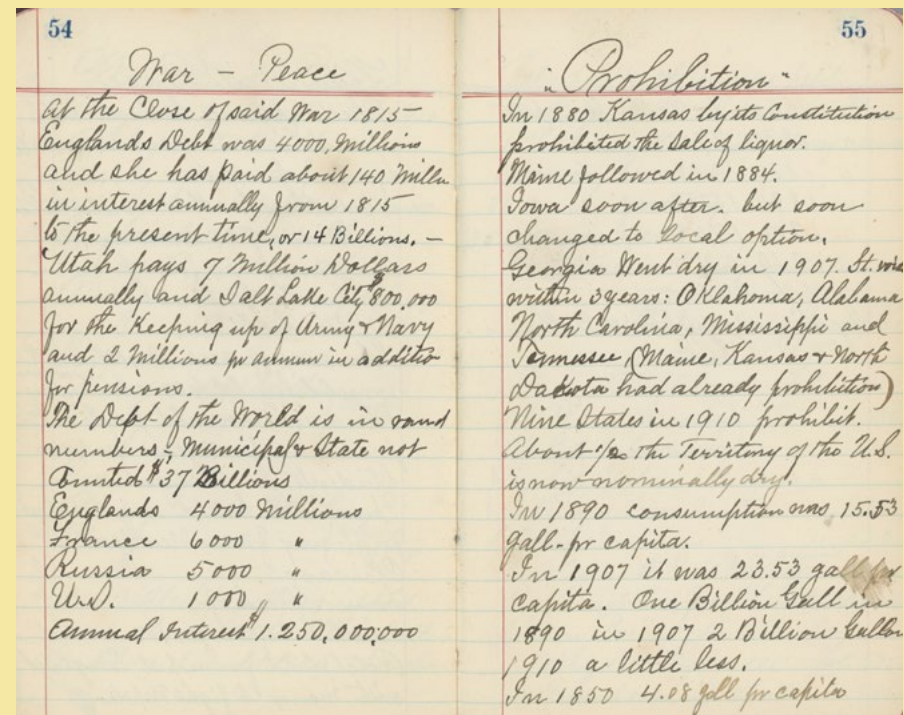 54
War – Peace
At the Close of said War 1815
Englands Debt was 4000, Millions
and she has paid about 140 Milln
in interest annually from 1815
to the present time, or 14 Billions. –
Utah pays 7 Million Dollars
annually and Salt Lake City $800,000
for the Keeping up of Army & Navy
and 2 Millions pr annum in additio
for pensions.
The Dept of the World is in round
numbers, Municipal & State not
Counted $37 Billions
Englands 4000 Millions
France 6000 "
Russia 5000 "
U.S. 1000 "
Annual Interest $1.250,000,000
55
"Prohibition"
In 1880 Kansas by its Constitution
prohibited the Sale of liquor.
Maine followed in 1884.
Iowa soon after. but soon
changed to local option.
Georgia Went dry in 1907. St.
within 3 years: Oklahoma, Alabama
North Carolina, Mississippi and
Tennessee (Maine, Kansas & North
Dakota had already prohibition)
Nine States in 1910 prohibit.
About 1/2 the Territory of the U.S.
is now nominally dry.
In 1890 consumption was 15.53
gall- pr capita.
In 1907 it was 23.53 gall pr
capita. One Billion Gall in
1890 in 1907 2 Billion Gallon
1910 a little less.
In 1850 4.08 gall pr capita